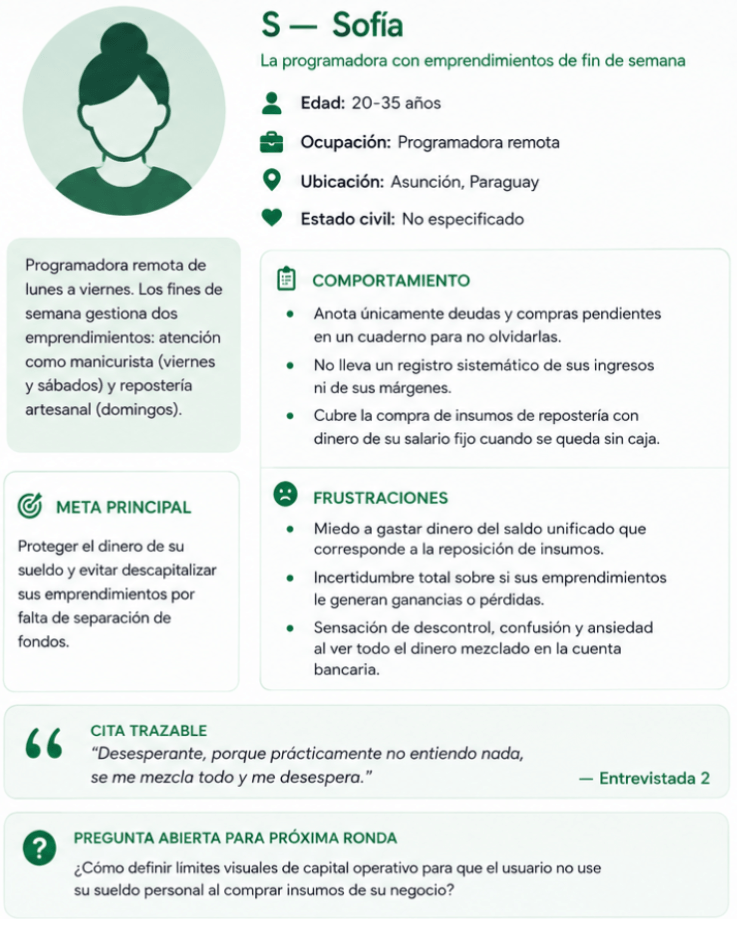 S — Sofía
La programadora con emprendimientos de fin de semana
Edad: 20-35 años
Ocupación: Programadora remota
Ubicación: Asunción, Paraguay
Estado civil: No especificado
Programadora remota de
lunes a viernes. Los fines de
semana gestiona dos
emprendimientos: atención
como manicurista (viernes
y sábados) y repostería
artesanal (domingos).
META PRINCIPAL
Proteger el dinero de su
sueldo y evitar descapitalizar
sus emprendimientos por
falta de separación de
fondos.
COMPORTAMIENTO
• Anota únicamente deudas y compras pendientes
en un cuaderno para no olvidarlas.
• No lleva un registro sistemático de sus ingresos
ni de sus márgenes.
• Cubre la compra de insumos de repostería con
dinero de su salario fijo cuando se queda sin caja.
FRUSTRACIONES
• Miedo a gastar dinero del saldo unificado que
corresponde a la reposición de insumos.
• Incertidumbre total sobre si sus emprendimientos
le generan ganancias o pérdidas.
• Sensación de descontrol, confusión y ansiedad
al ver todo el dinero mezclado en la cuenta
bancaria.
CITA TRAZABLE
“Desesperante, porque prácticamente no entiendo nada,
se me mezcla todo y me desespera.”
— Entrevistada 2
PREGUNTA ABIERTA PARA PRÓXIMA RONDA
¿Cómo definir límites visuales de capital operativo para que el usuario no use
su sueldo personal al comprar insumos de su negocio?